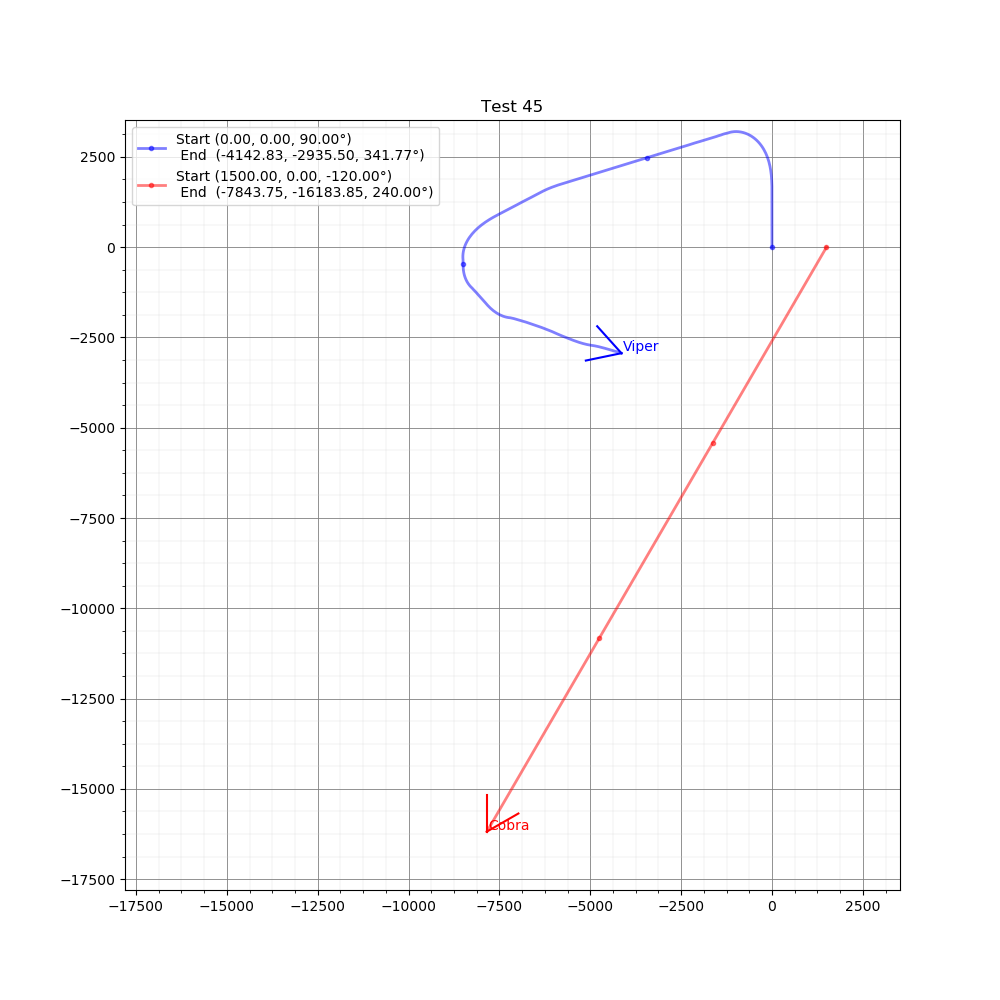 Test 45
Start (0.00, 0.00, 90.00°)
End (-4142.83, -2935.50, 341.77°)
Start (1500.00, 0.00, -120.00°)
End (-7843.75, -16183.85, 240.00°)
2500
0
−2500
−5000
−7500
−10000
−12500
−15000
−17500
Viper
Cobra
−17500 −15000 −12500 −10000 −7500 −5000 −2500 0 2500